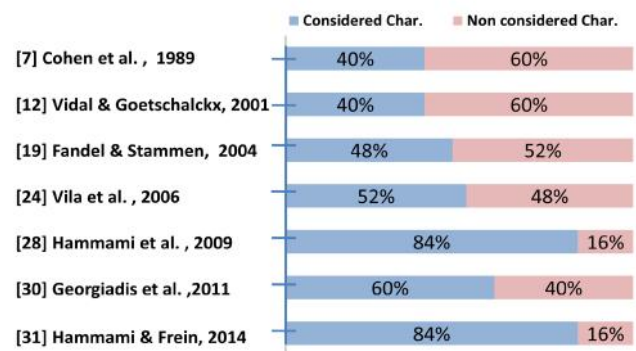 Considered Char. Non considered Char.
[7] Cohen et al. , 1989 40% 60%
[12] Vidal & Goetschalckx, 2001 40% 60%
[19] Fandel & Stammen, 2004 48% 52%
[24] Vila et al. , 2006 52% 48%
[28] Hammami et al. , 2009 84% 16%
[30] Georgiadis et al. ,2011 60% 40%
[31] Hammami & Frein, 2014 84% 16%